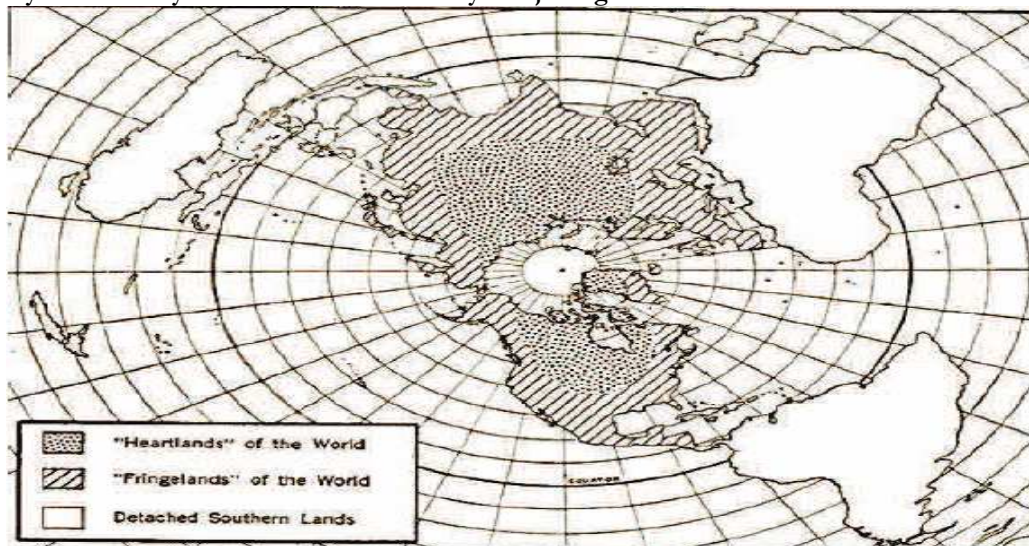 EQUATOR
"Heartlands" of the World
"Fringelands" of the World
Detached Southern Lands